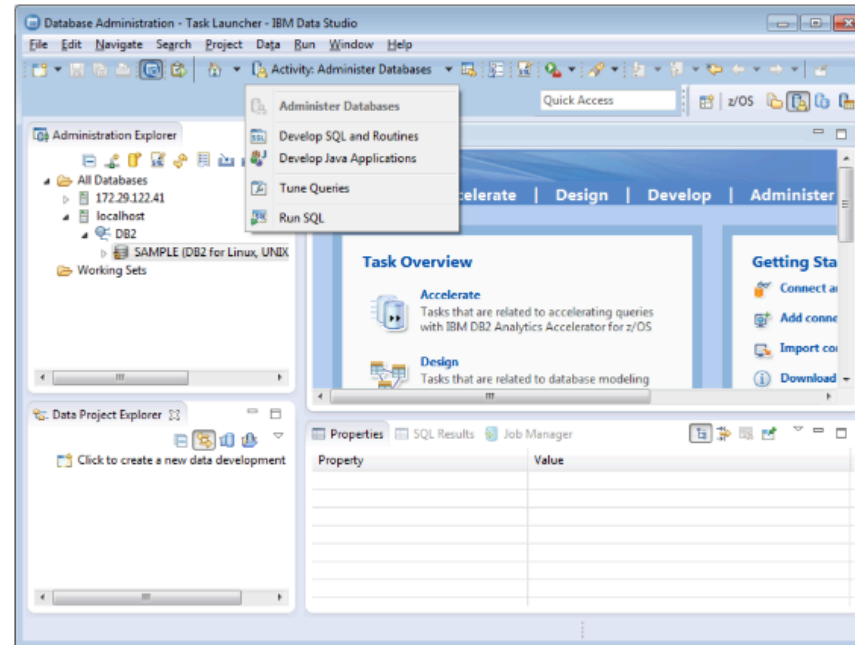 Database Administration - Task Launcher - IBM Data Studio
File Edit Navigate Search Project Data Run Window Help
Activity: Administer Databases
Quick Access
z/OS
Administer Databases
Develop SQL and Routines
Develop Java Applications
Tune Queries
Run SQL
Administration Explorer
All Databases
172.29.122.41
localhost
DB2
SAMPLE (DB2 for Linux, UNIX
Working Sets
| Design | Develop | Administer
Task Overview
Accelerate
Tasks that are related to accelerating queries
with IBM DB2 Analytics Accelerator for z/OS
Design
Tasks that are related to database modeling
Getting Sta
Connect a
Add conne
Import co
Download
Data Project Explorer
Click to create a new data development
Properties SQL Results Job Manager
Property Value